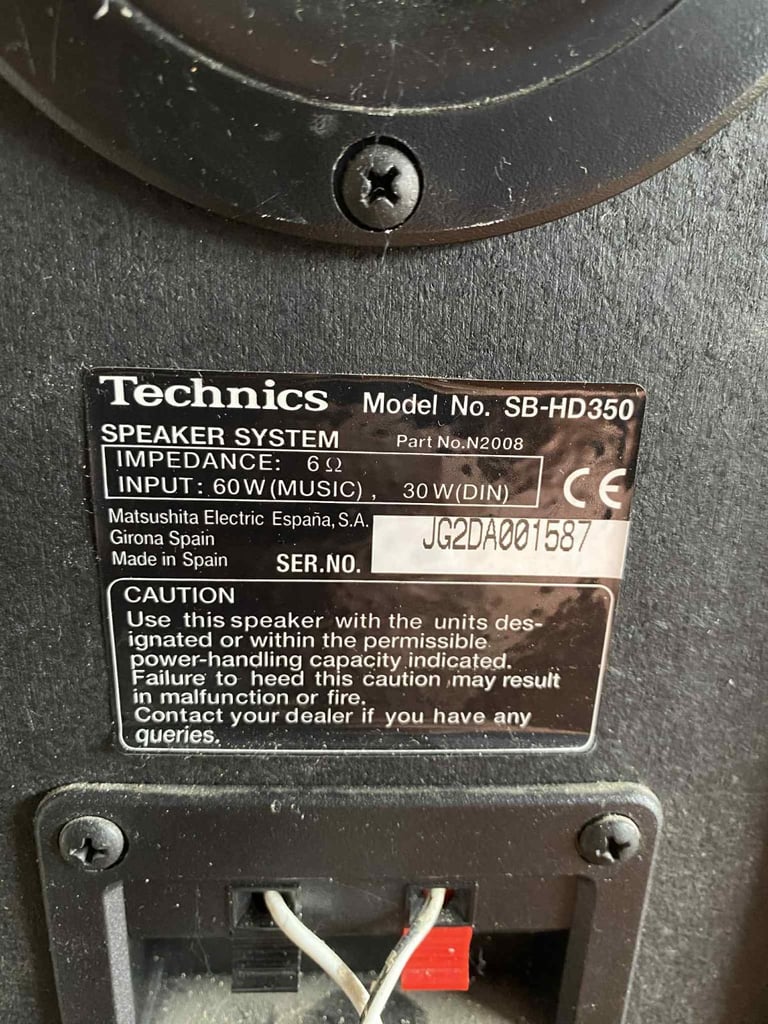 Technics Model No. SB-HD350
SPEAKER SYSTEM Part No.N2008
IMPEDANCE: 6Ω
INPUT: 60W(MUSIC), 30W(DIN)
CE
Matsushita Electric España, S.A.
Girona Spain
Made in Spain SER.NO. JG2DA001587
CAUTION
Use this speaker with the units des-
ignated or within the permissible
power-handling capacity indicated.
Failure to heed this caution may result
in malfunction or fire.
Contact your dealer if you have any
queries.